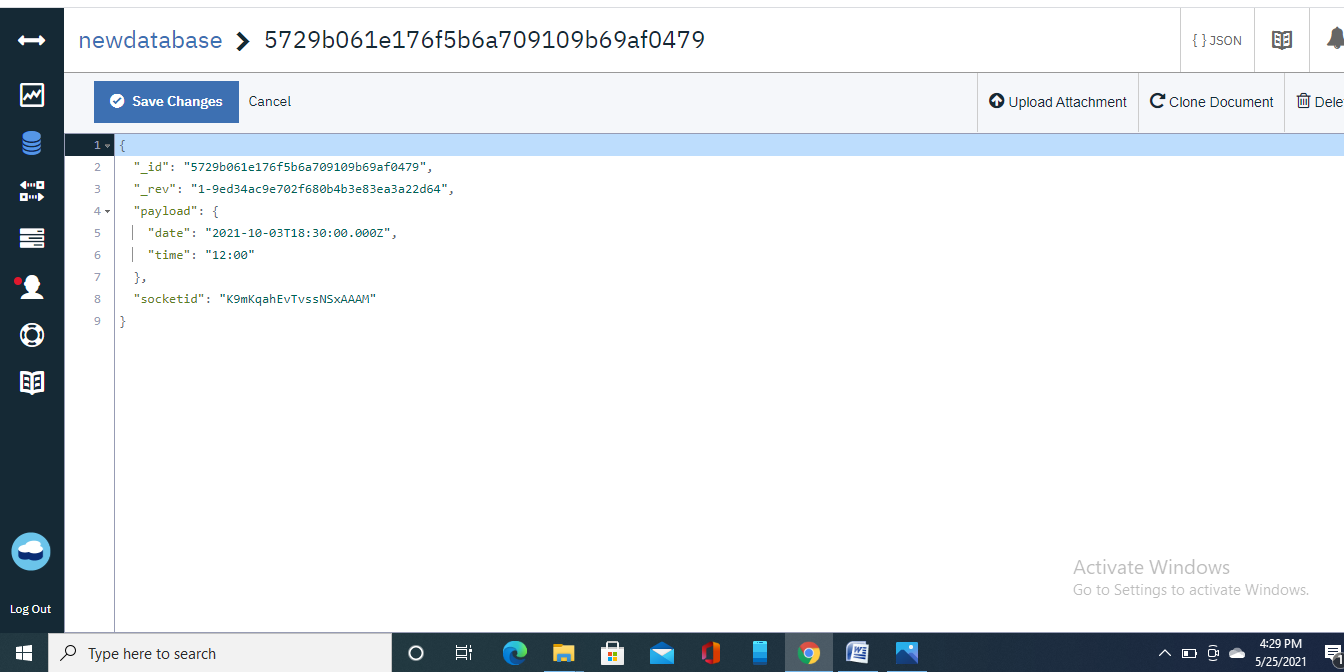 newdatabase > 5729b061e176f5b6a709109b69af0479
{ } JSON
Save Changes Cancel
Upload Attachment Clone Document Dele
1 {
2 "_id": "5729b061e176f5b6a709109b69af0479",
3 "_rev": "1-9ed34ac9e702f680b4b3e83ea3a22d64",
4 "payload": {
5 "date": "2021-10-03T18:30:00.000Z",
6 "time": "12:00"
7 },
8 "socketid": "K9mKqahEvTvssNSxAAAM"
9 }
Activate Windows
Go to Settings to activate Windows.
Log Out
Type here to search
4:29 PM
5/25/2021